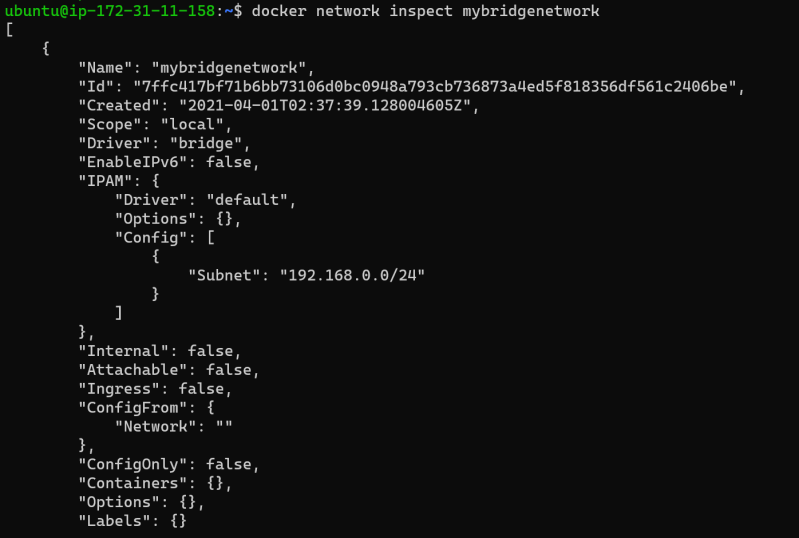 ubuntu@ip-172-31-11-158:~$ docker network inspect mybridgenetwork
[
    {
        "Name": "mybridgenetwork",
        "Id": "7ffc417bf71b6bb73106d0bc0948a793cb736873a4ed5f818356df561c2406be",
        "Created": "2021-04-01T02:37:39.128004605Z",
        "Scope": "local",
        "Driver": "bridge",
        "EnableIPv6": false,
        "IPAM": {
            "Driver": "default",
            "Options": {},
            "Config": [
                {
                    "Subnet": "192.168.0.0/24"
                }
            ]
        },
        "Internal": false,
        "Attachable": false,
        "Ingress": false,
        "ConfigFrom": {
            "Network": ""
        },
        "ConfigOnly": false,
        "Containers": {},
        "Options": {},
        "Labels": {}